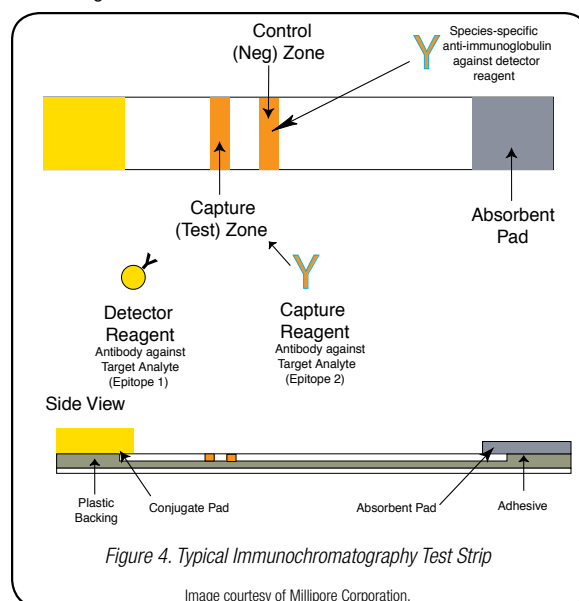 Control
(Neg) Zone
Species-specific
anti-immunoglobulin
against detector
reagent
Capture
(Test) Zone
Absorbent
Pad
Detector
Reagent
Antibody against
Target Analyte
(Epitope 1)
Capture
Reagent
Antibody against
Target Analyte
(Epitope 2)
Side View
Plastic
Backing
Conjugate Pad
Absorbent Pad
Adhesive
Figure 4. Typical Immunochromatography Test Strip
Image courtesy of Millipore Corporation.